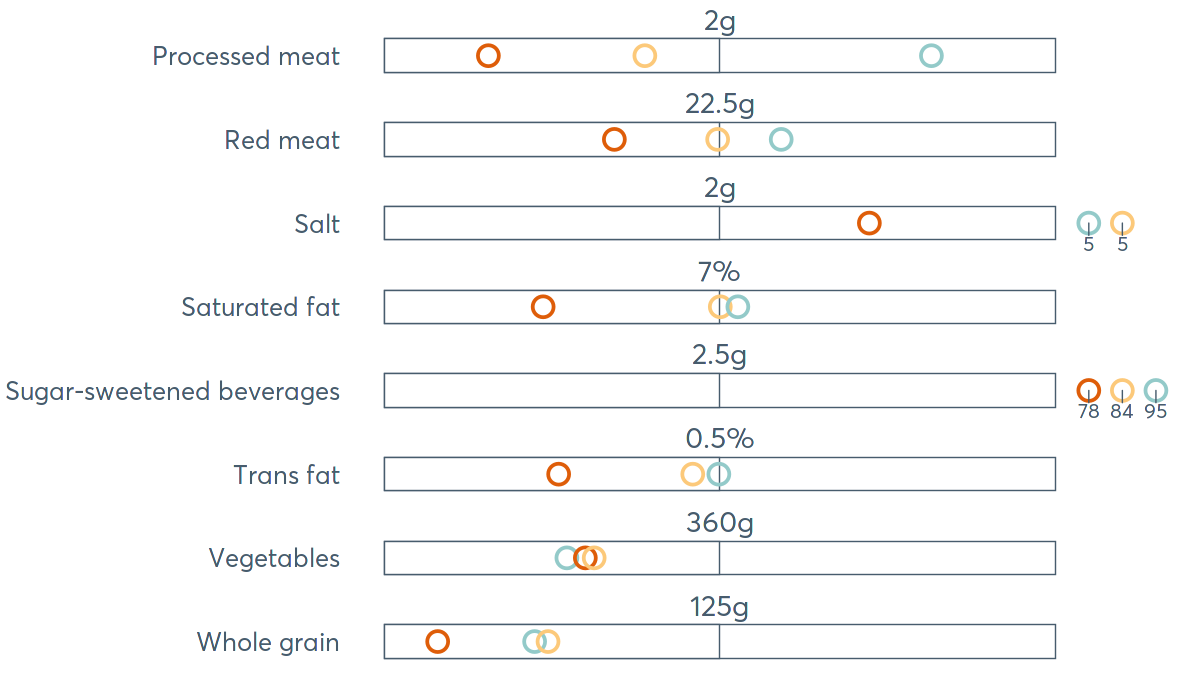 2g
Processed meat
22.5g
Red meat
2g
Salt
5 5
7%
Saturated fat
2.5g
Sugar-sweetened beverages
78 84 95
0.5%
Trans fat
360g
Vegetables
125g
Whole grain